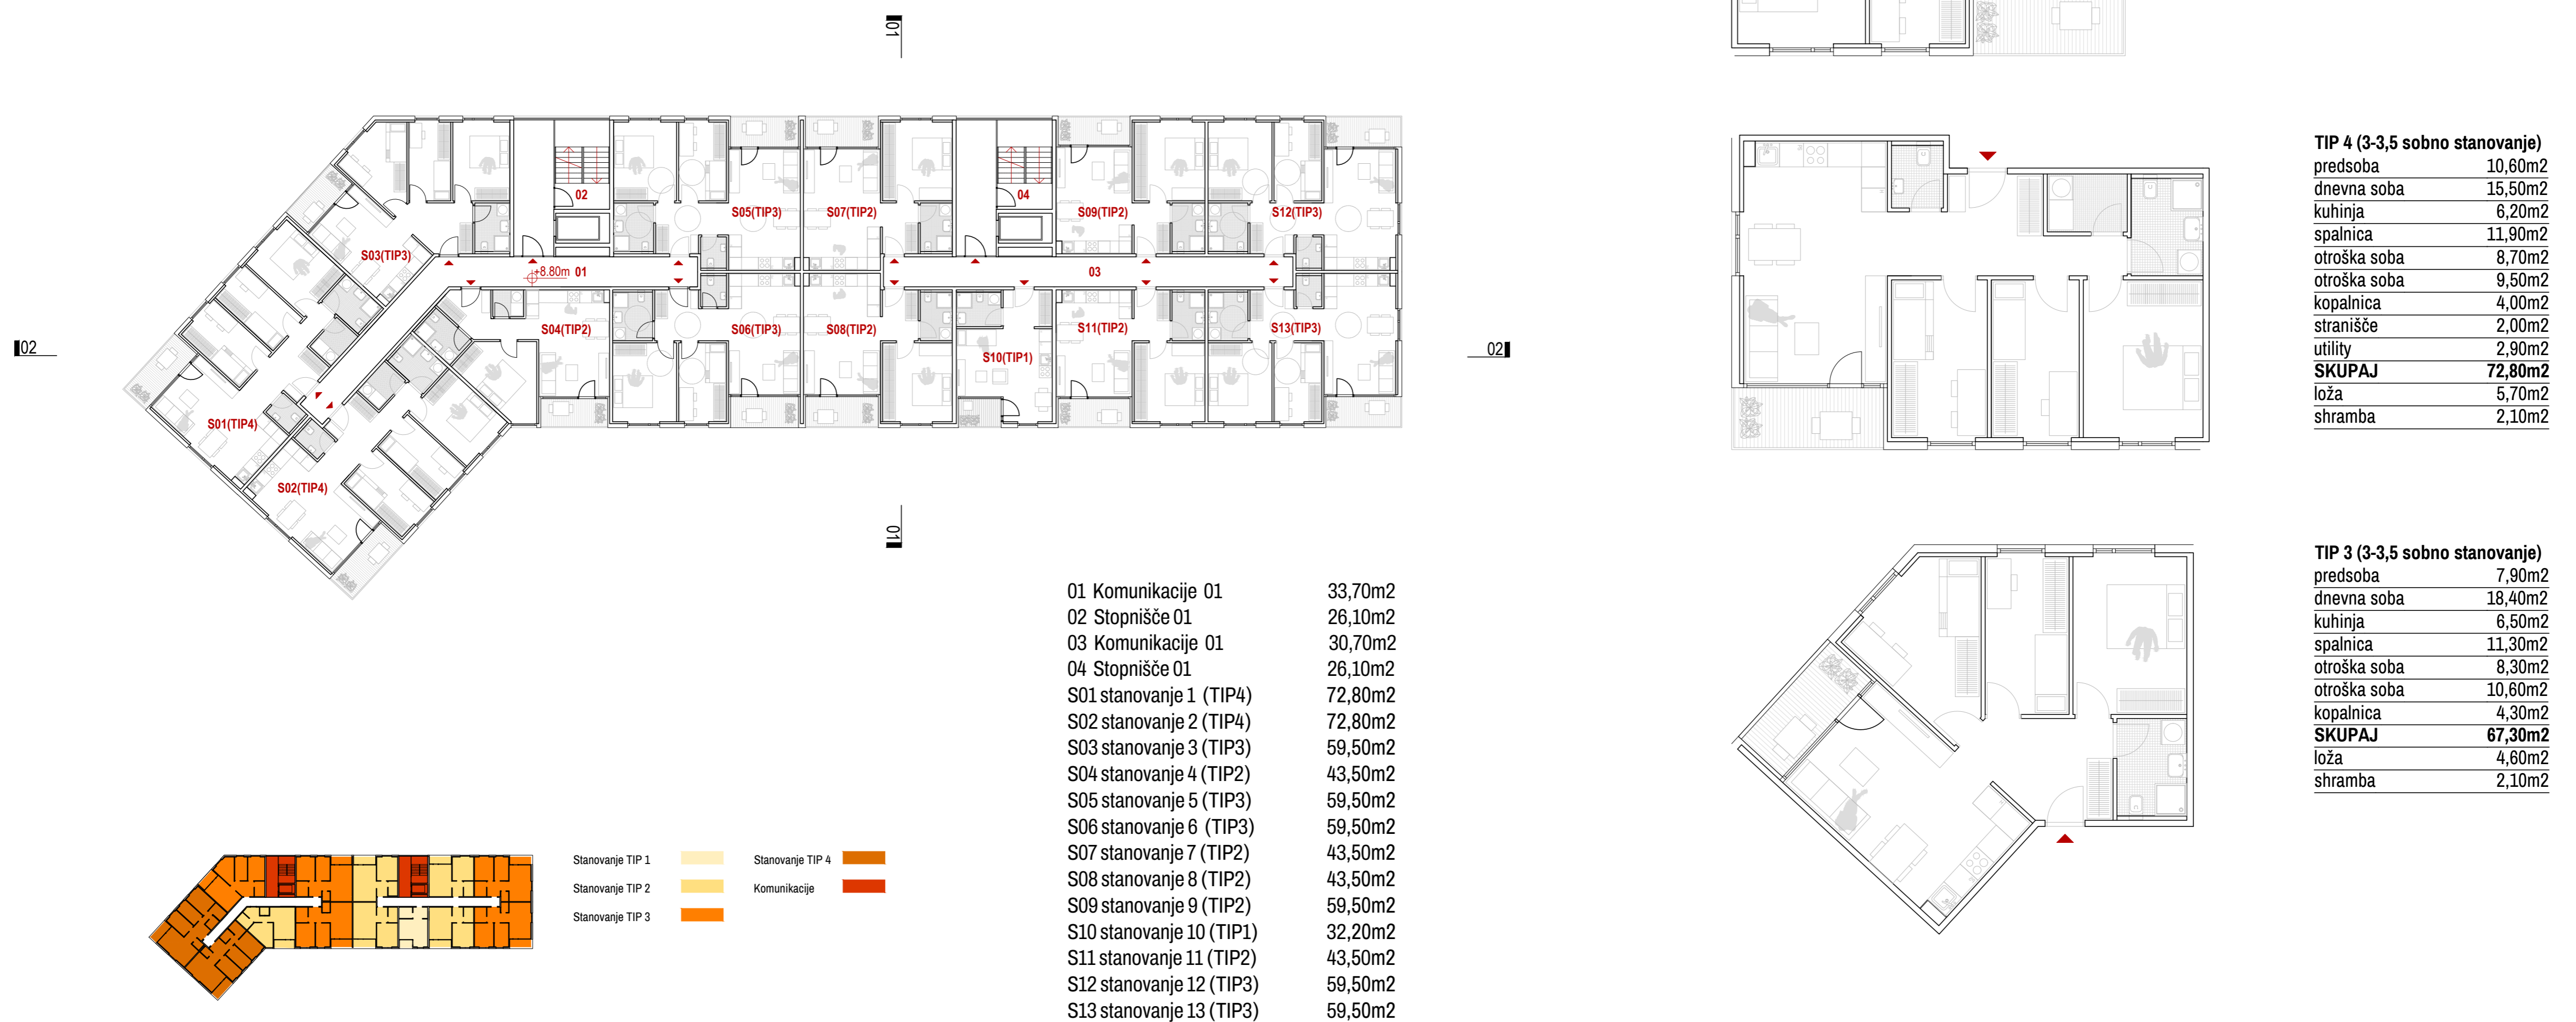 01
02
S05(TIP3)
S07(TIP2)
04
S09(TIP2)
S12(TIP3)
S03(TIP3)
+8.80m 01
03
S04(TIP2)
S06(TIP3)
S08(TIP2)
S11(TIP2)
S13(TIP3)
02
02
S10(TIP1)
S01(TIP4)
S02(TIP4)
01
01 Komunikacije 01 33,70m2
02 Stopnišče 01 26,10m2
03 Komunikacije 01 30,70m2
04 Stopnišče 01 26,10m2
S01 stanovanje 1 (TIP4) 72,80m2
S02 stanovanje 2 (TIP4) 72,80m2
S03 stanovanje 3 (TIP3) 59,50m2
S04 stanovanje 4 (TIP2) 43,50m2
S05 stanovanje 5 (TIP3) 59,50m2
S06 stanovanje 6 (TIP3) 59,50m2
S07 stanovanje 7 (TIP2) 43,50m2
S08 stanovanje 8 (TIP2) 43,50m2
S09 stanovanje 9 (TIP2) 59,50m2
S10 stanovanje 10 (TIP1) 32,20m2
S11 stanovanje 11 (TIP2) 43,50m2
S12 stanovanje 12 (TIP3) 59,50m2
S13 stanovanje 13 (TIP3) 59,50m2
Stanovanje TIP 1
Stanovanje TIP 4
Stanovanje TIP 2
Komunikacije
Stanovanje TIP 3
TIP 4 (3-3,5 sobno stanovanje)
predsoba 10,60m2
dnevna soba 15,50m2
kuhinja 6,20m2
spalnica 11,90m2
otroška soba 8,70m2
otroška soba 9,50m2
kopalnica 4,00m2
stranišče 2,00m2
utility 2,90m2
SKUPAJ 72,80m2
loža 5,70m2
shramba 2,10m2
TIP 3 (3-3,5 sobno stanovanje)
predsoba 7,90m2
dnevna soba 18,40m2
kuhinja 6,50m2
spalnica 11,30m2
otroška soba 8,30m2
otroška soba 10,60m2
kopalnica 4,30m2
SKUPAJ 67,30m2
loža 4,60m2
shramba 2,10m2